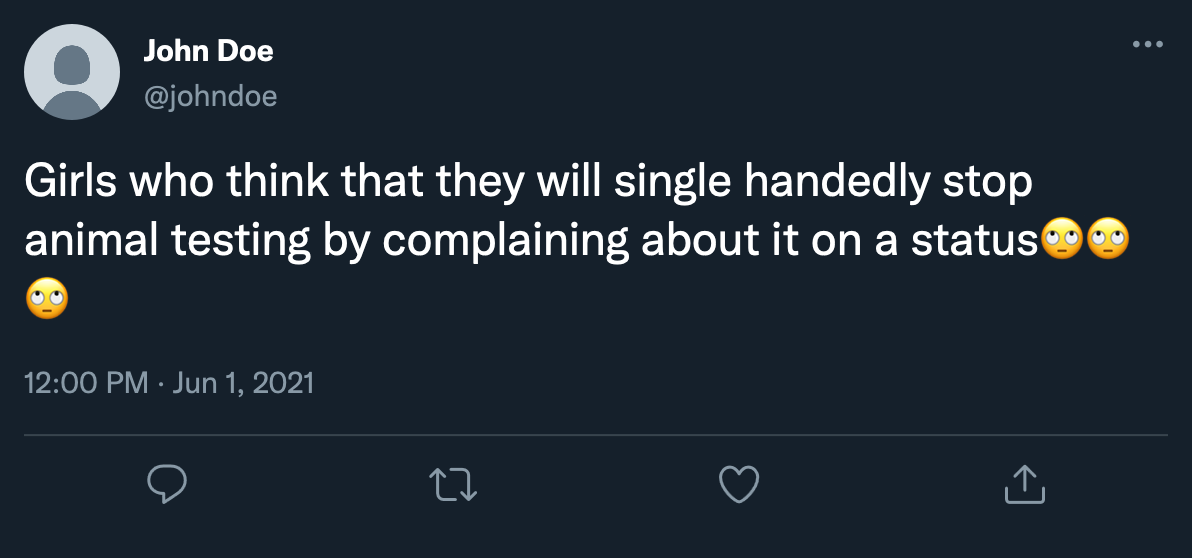 John Doe
@johndoe
Girls who think that they will single handedly stop
animal testing by complaining about it on a status🙄🙄
🙄
12:00 PM · Jun 1, 2021